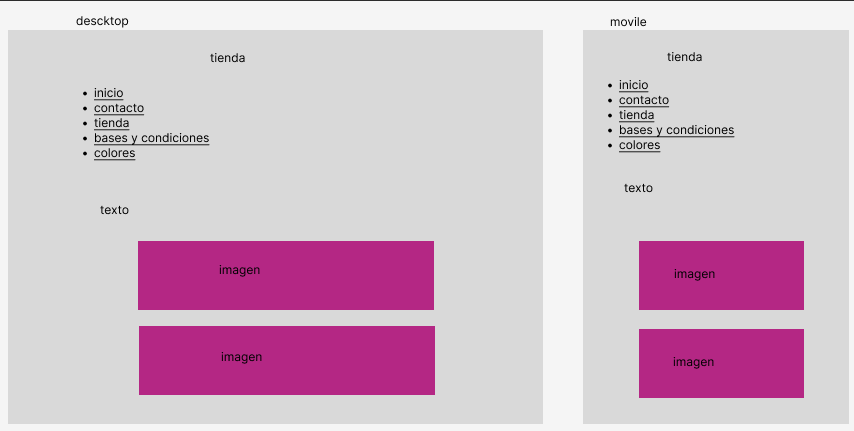 descktop
tienda
• inicio
• contacto
• tienda
• bases y condiciones
• colores
texto
imagen
imagen
movile
tienda
• inicio
• contacto
• tienda
• bases y condiciones
• colores
texto
imagen
imagen